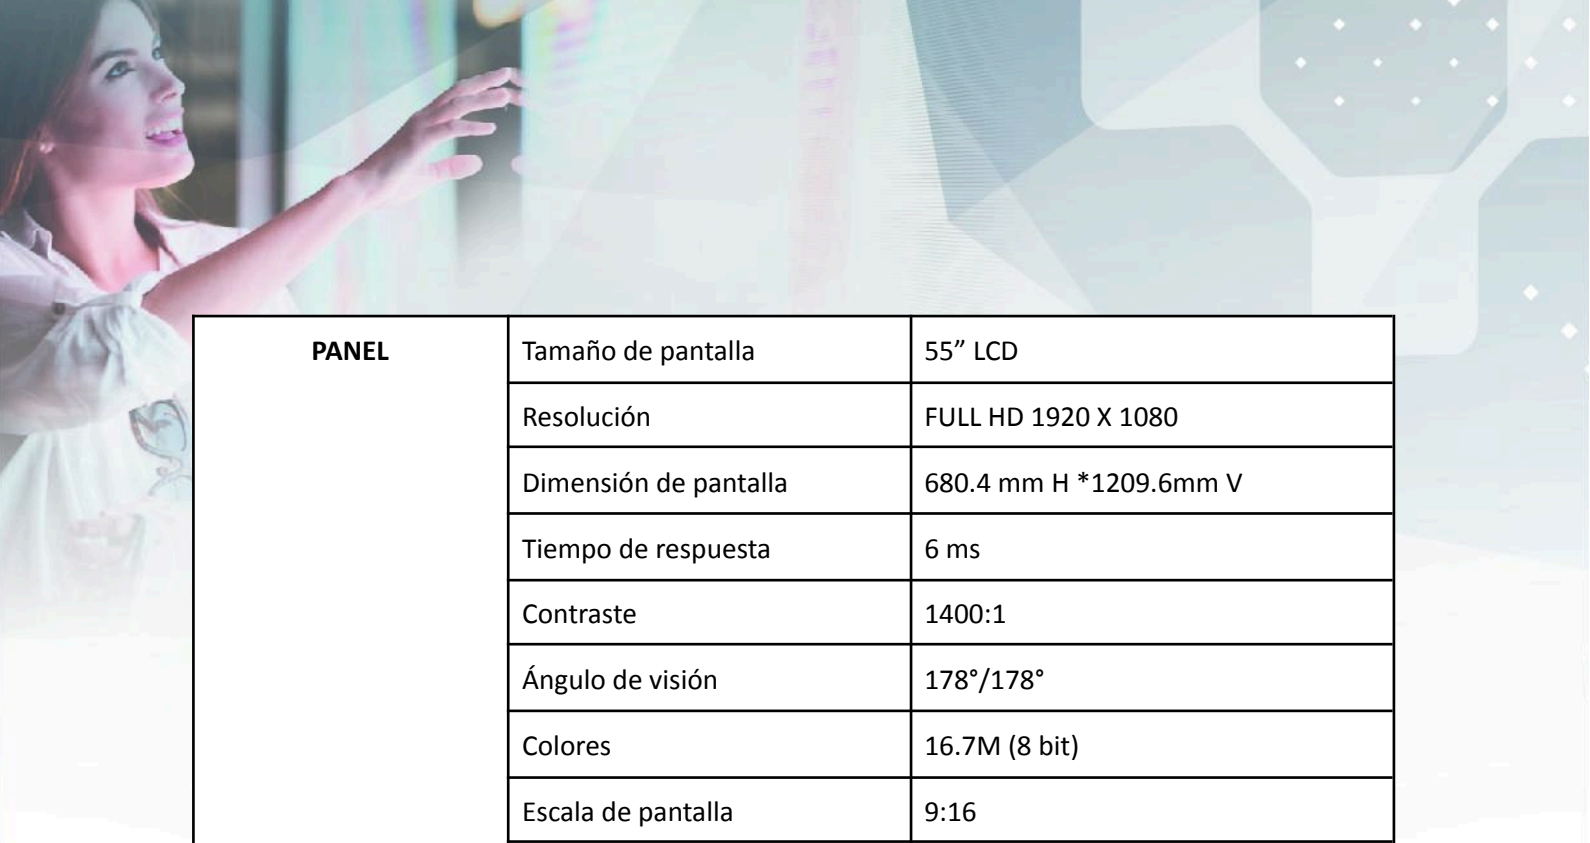 PANEL
Tamaño de pantalla
55” LCD
Resolución
FULL HD 1920 X 1080
Dimensión de pantalla
680.4 mm H *1209.6mm V
Tiempo de respuesta
6 ms
Contraste
1400:1
Ángulo de visión
178°/178°
Colores
16.7M (8 bit)
Escala de pantalla
9:16